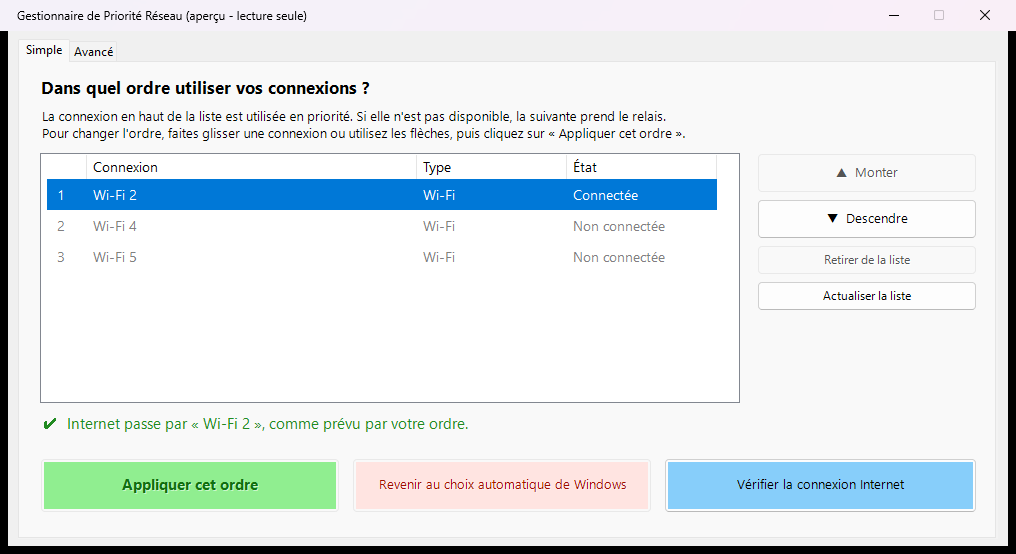 Gestionnaire de Priorité Réseau (aperçu - lecture seule)
Simple Avancé
Dans quel ordre utiliser vos connexions ?
La connexion en haut de la liste est utilisée en priorité. Si elle n'est pas disponible, la suivante prend le relais.
Pour changer l'ordre, faites glisser une connexion ou utilisez les flèches, puis cliquez sur « Appliquer cet ordre ».
Connexion Type État
1 Wi-Fi 2 Wi-Fi Connectée
2 Wi-Fi 4 Wi-Fi Non connectée
3 Wi-Fi 5 Wi-Fi Non connectée
▲ Monter
▼ Descendre
Retirer de la liste
Actualiser la liste
✔ Internet passe par « Wi-Fi 2 », comme prévu par votre ordre.
Appliquer cet ordre
Revenir au choix automatique de Windows
Vérifier la connexion Internet